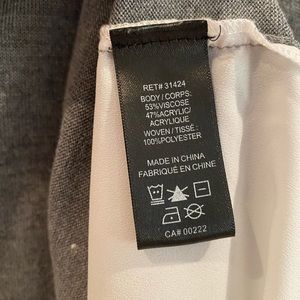 RET# 31424
BODY / CORPS:
53%VISCOSE
47%ACRYLIC/
ACRYLIQUE
WOVEN / TISSÉ:
100%POLYESTER
MADE IN CHINA
FABRIQUÉ EN CHINE
CA# 00222